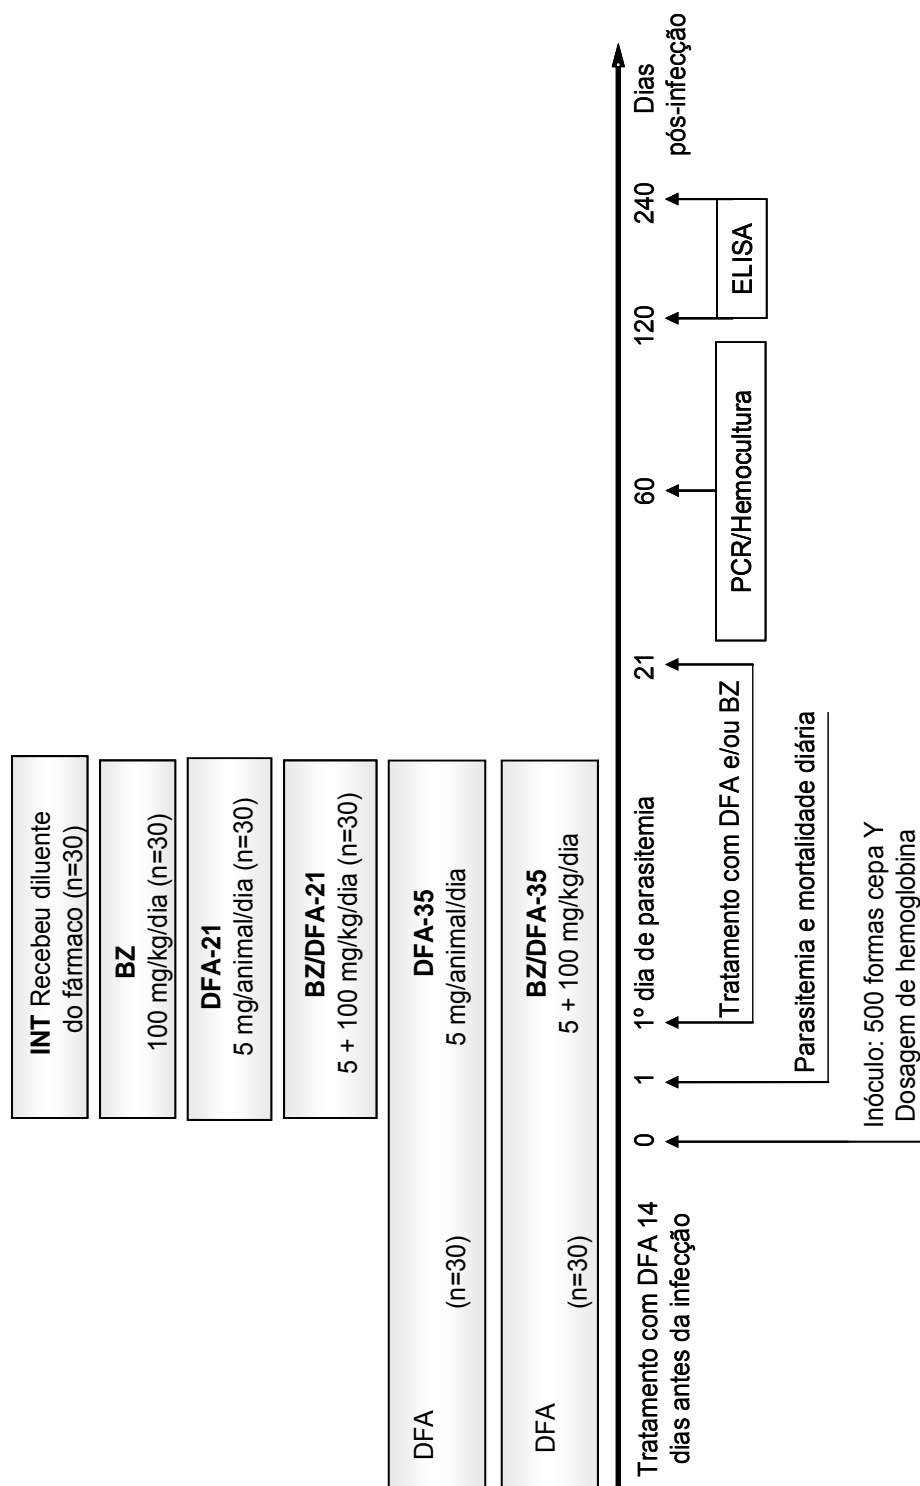 INT Recebeu diluente
do fármaco (n=30)
BZ
100 mg/kg/dia (n=30)
DFA-21
5 mg/animal/dia (n=30)
BZ/DFA-21
5 + 100 mg/kg/dia (n=30)
DFA-35
DFA
(n=30)
5 mg/animal/dia
BZ/DFA-35
DFA
(n=30)
5 + 100 mg/kg/dia
Tratamento com DFA 14
dias antes da infecção
0
1
1º dia de parasitemia
21
60
120
240
Dias
pós-infecção
Tratamento com DFA e/ou BZ
PCR/Hemocultura
ELISA
Parasitemia e mortalidade diária
Inóculo: 500 formas cepa Y
Dosagem de hemoglobina